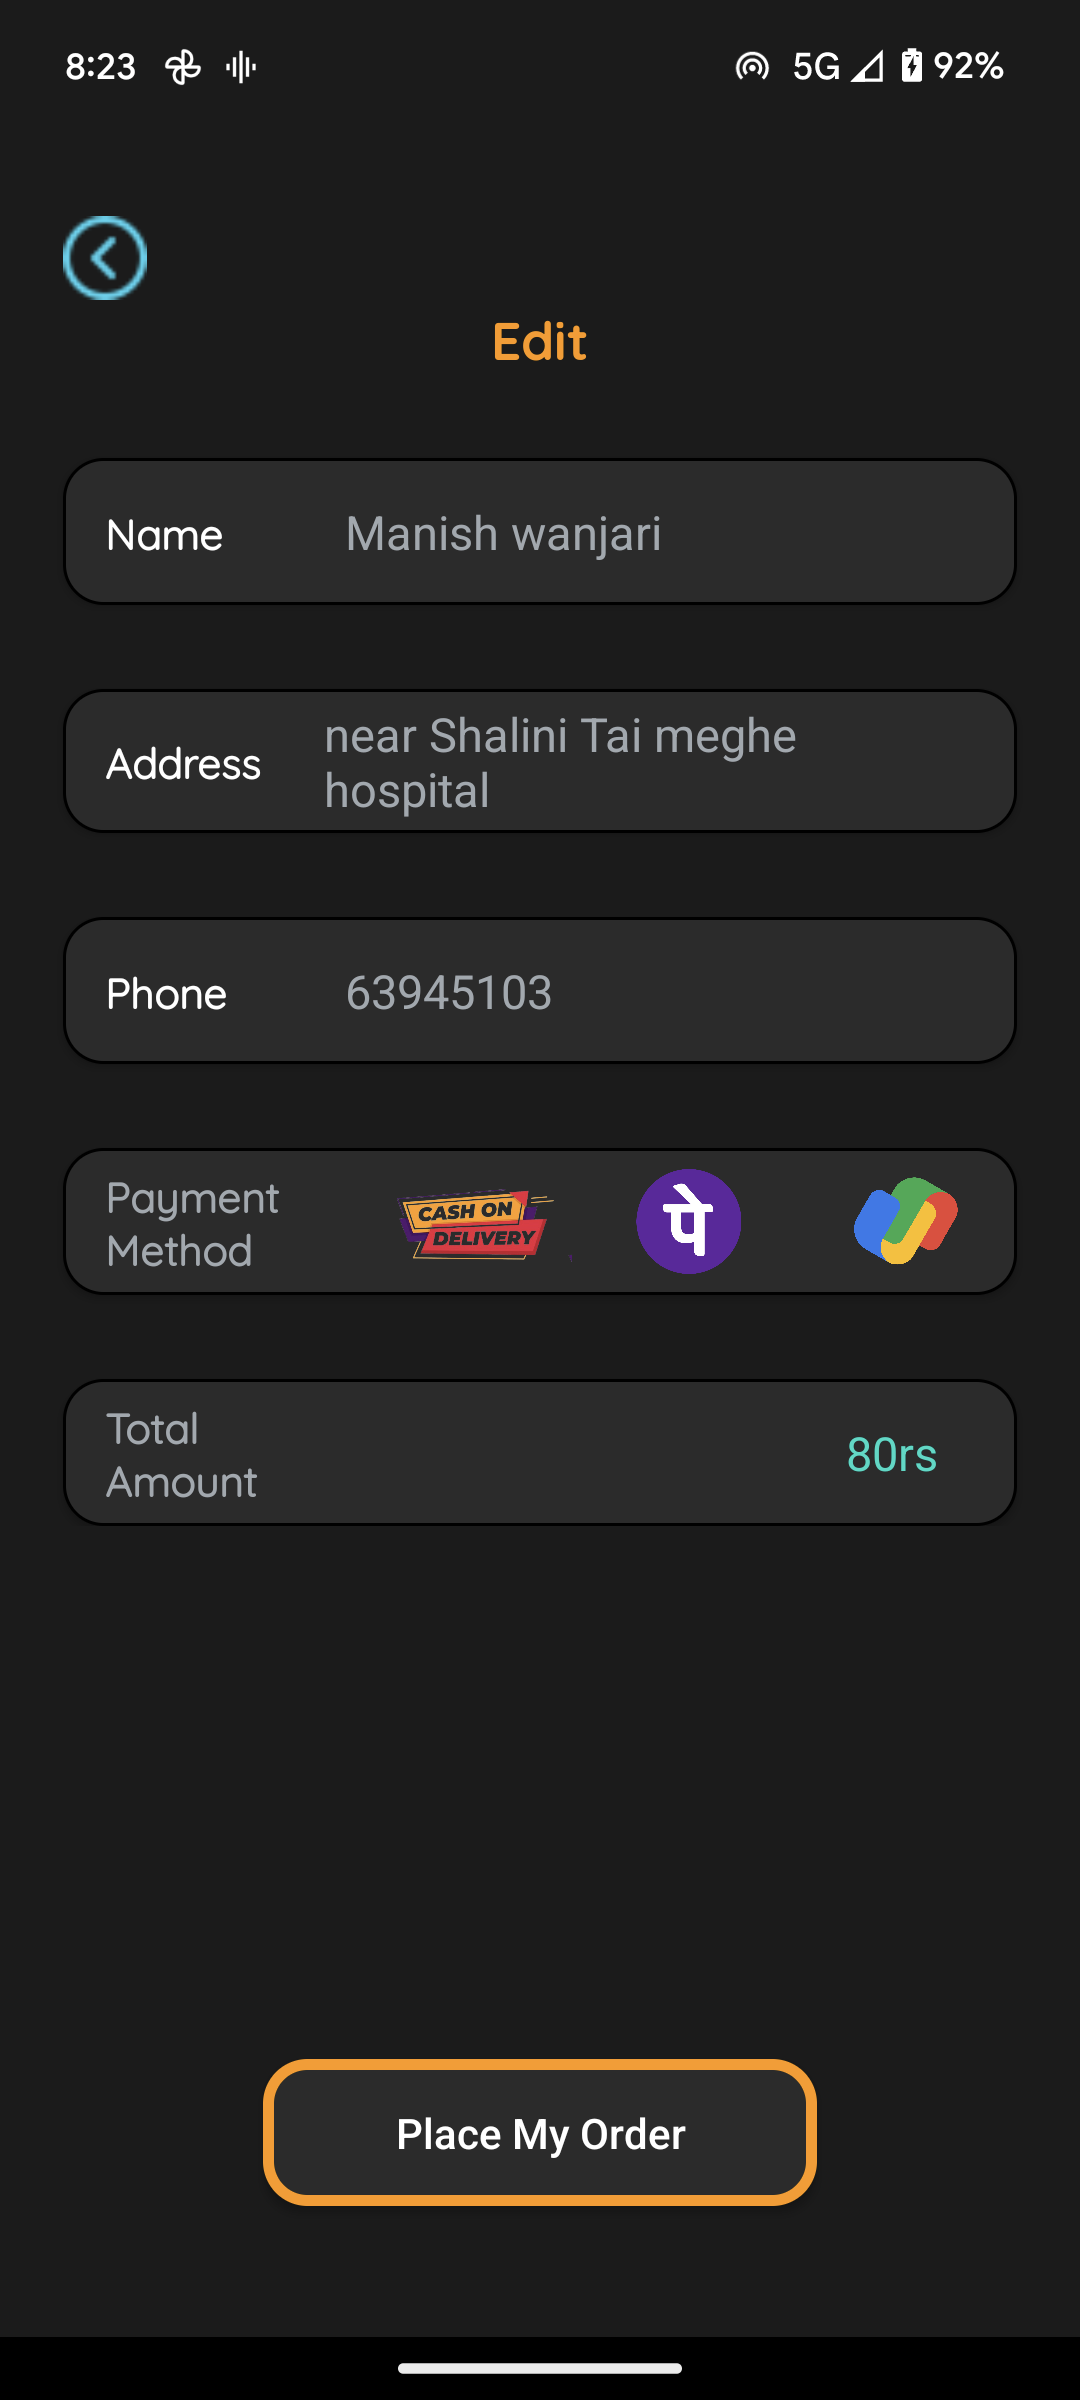 8:23 5G 92%
Edit
Name Manish wanjari
Address near Shalini Tai meghe
hospital
Phone 63945103
Payment
Method
CASH ON
DELIVERY
पे
Total
Amount
80rs
Place My Order